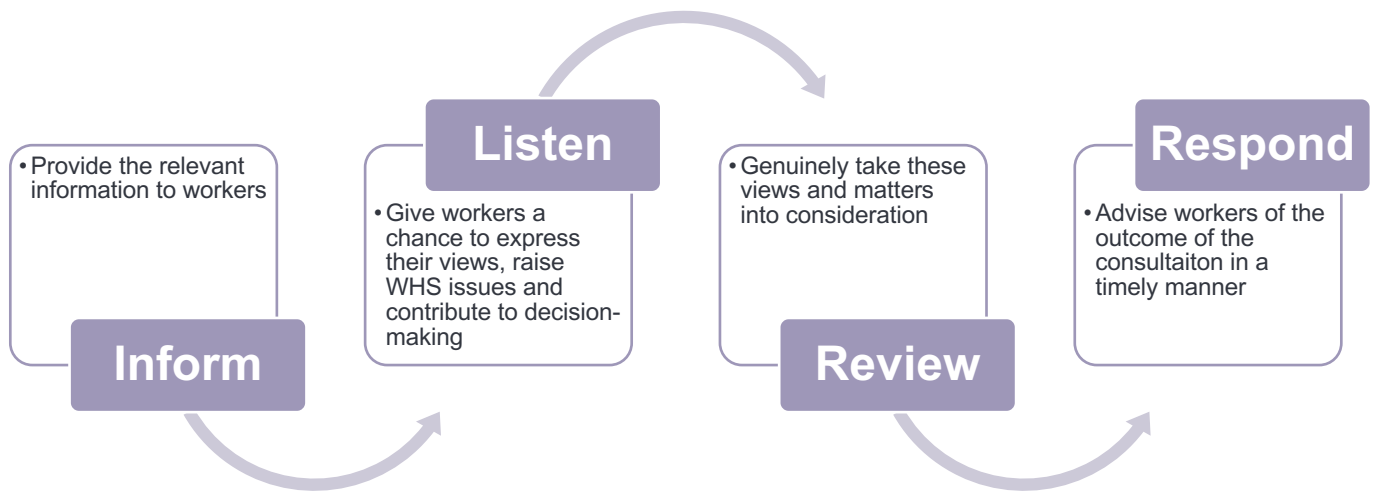 • Provide the relevant
information to workers
Inform
Listen
• Give workers a
chance to express
their views, raise
WHS issues and
contribute to decision-
making
• Genuinely take these
views and matters
into consideration
Review
Respond
• Advise workers of the
outcome of the
consultaiton in a
timely manner